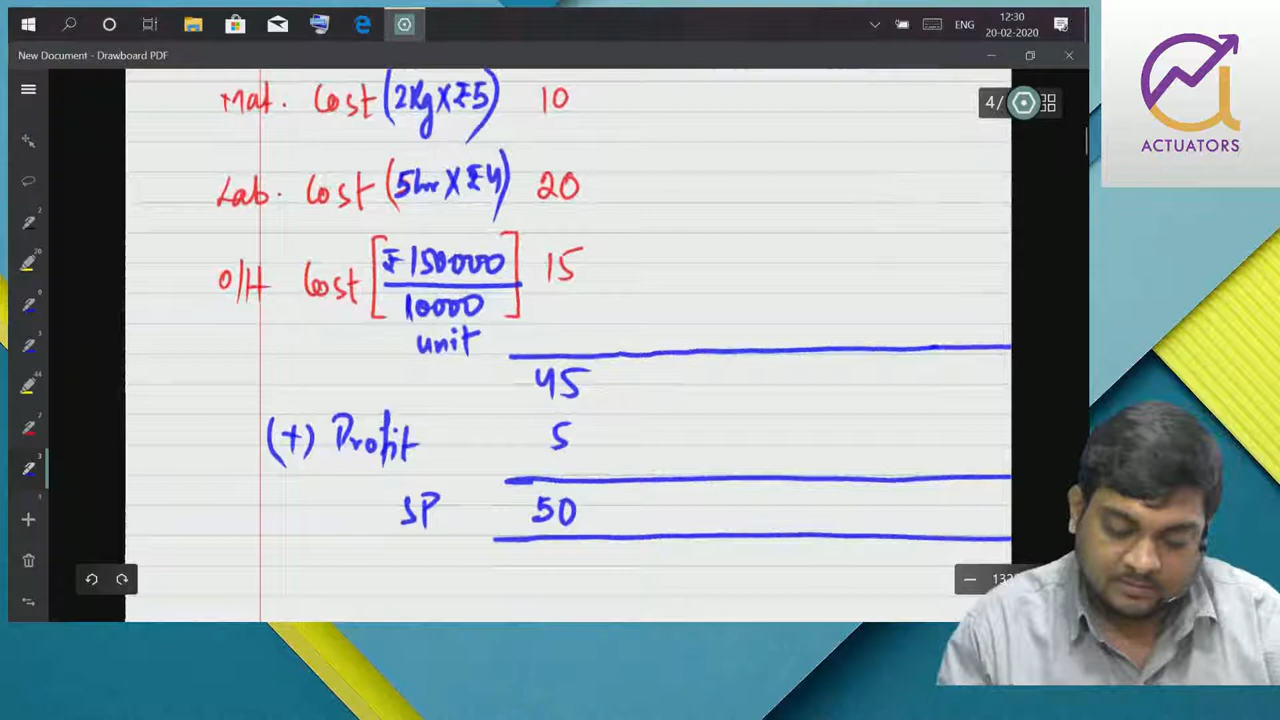 12:30
ENG
20-02-2020
New Document - Drawboard PDF
4/
ACTUATORS
Mat. Cost (2Kg X ₹5) 10
Lab. Cost (5hr X ₹4) 20
O/H Cost [₹150000 / 10000 unit] 15
45
(+) Profit 5
SP 50